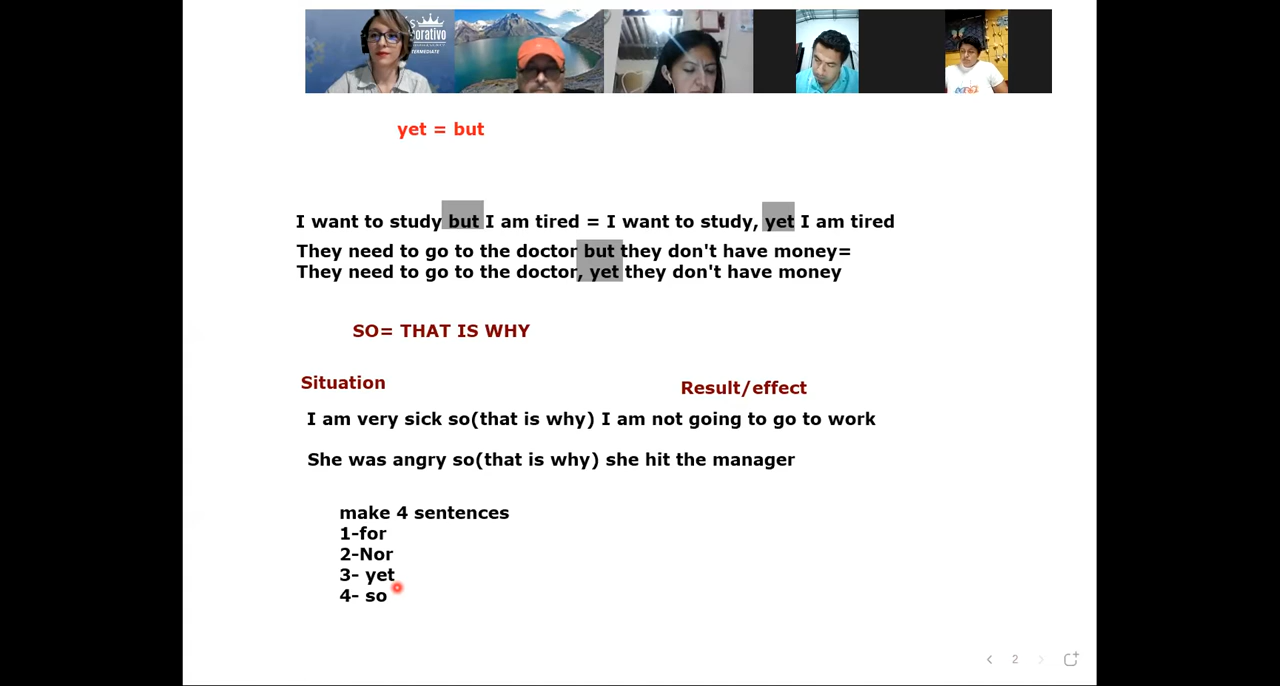 orativo
yet = but
I want to study but I am tired = I want to study, yet I am tired
They need to go to the doctor but they don't have money=
They need to go to the doctor, yet they don't have money
SO= THAT IS WHY
Situation
Result/effect
I am very sick so(that is why) I am not going to go to work
She was angry so(that is why) she hit the manager
make 4 sentences
1-for
2-Nor
3- yet
4- so
2